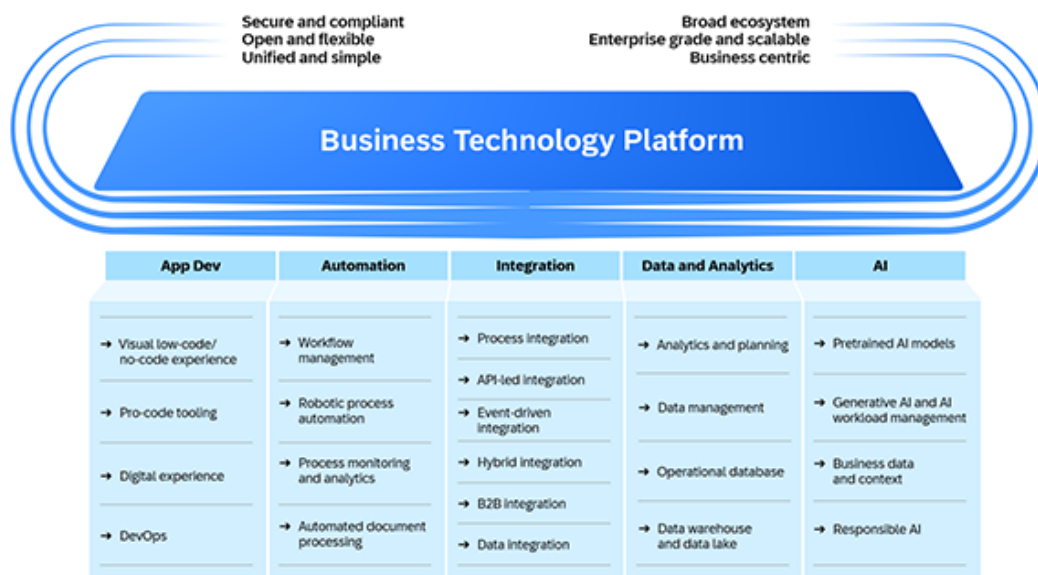 Secure and compliant
Open and flexible
Unified and simple
Broad ecosystem
Enterprise grade and scalable
Business centric
Business Technology Platform
App Dev
→ Visual low-code/
no-code experience
→ Pro-code tooling
→ Digital experience
→ DevOps
Automation
→ Workflow
management
→ Robotic process
automation
→ Process monitoring
and analytics
→ Automated document
processing
Integration
→ Process integration
→ API-led integration
→ Event-driven
integration
→ Hybrid integration
→ B2B integration
→ Data integration
Data and Analytics
→ Analytics and planning
→ Data management
→ Operational database
→ Data warehouse
and data lake
AI
→ Pretrained AI models
→ Generative AI and AI
workload management
→ Business data
and context
→ Responsible AI